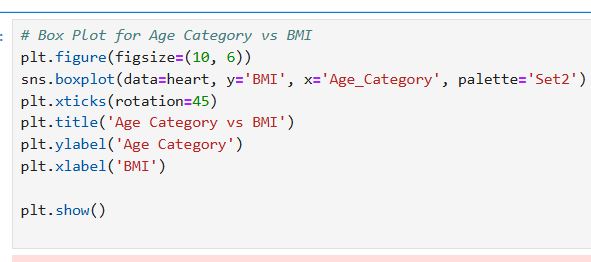 :
# Box Plot for Age Category vs BMI
plt.figure(figsize=(10, 6))
sns.boxplot(data=heart, y='BMI', x='Age_Category', palette='Set2')
plt.xticks(rotation=45)
plt.title('Age Category vs BMI')
plt.ylabel('Age Category')
plt.xlabel('BMI')
plt.show()